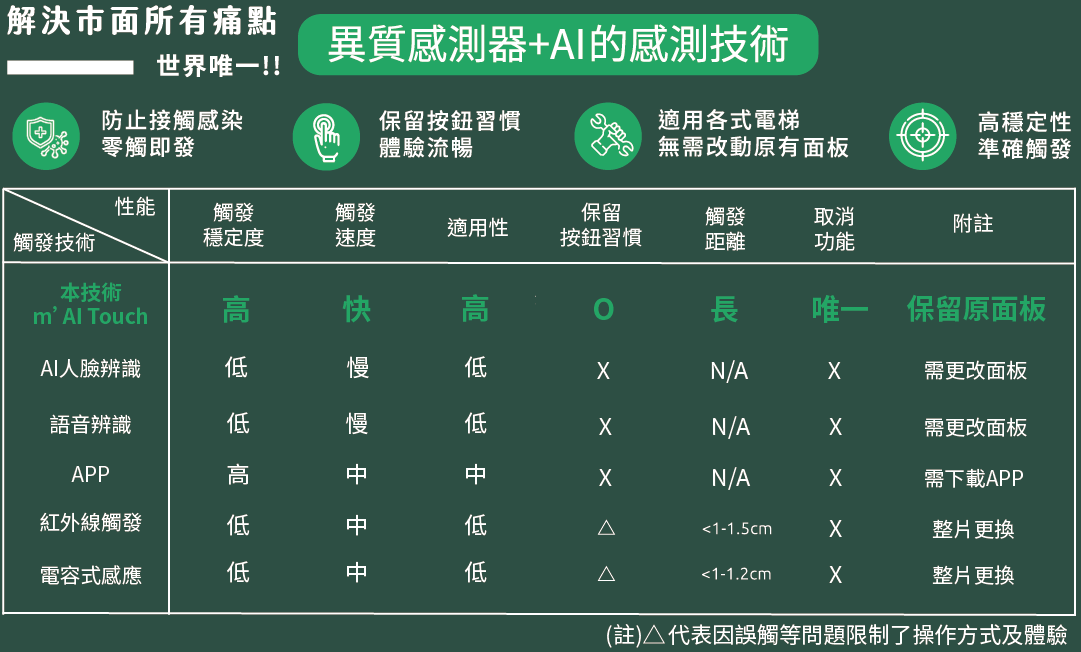 解決市面所有痛點
世界唯一!!
異質感測器+AI的感測技術
防止接觸感染
零觸即發
保留按鈕習慣
體驗流暢
適用各式電梯
無需改動原有面板
高穩定性
準確觸發
性能
觸發技術
觸發
穩定度
觸發
速度
適用性
保留
按鈕習慣
觸發
距離
取消
功能
附註
本技術
m’ AI Touch
高 快 高 O 長 唯一 保留原面板
AI人臉辨識 低 慢 低 X N/A X 需更改面板
語音辨識 低 慢 低 X N/A X 需更改面板
APP 高 中 中 X N/A X 需下載APP
紅外線觸發 低 中 低 △ <1-1.5cm X 整片更換
電容式感應 低 中 低 △ <1-1.2cm X 整片更換
(註)△代表因誤觸等問題限制了操作方式及體驗